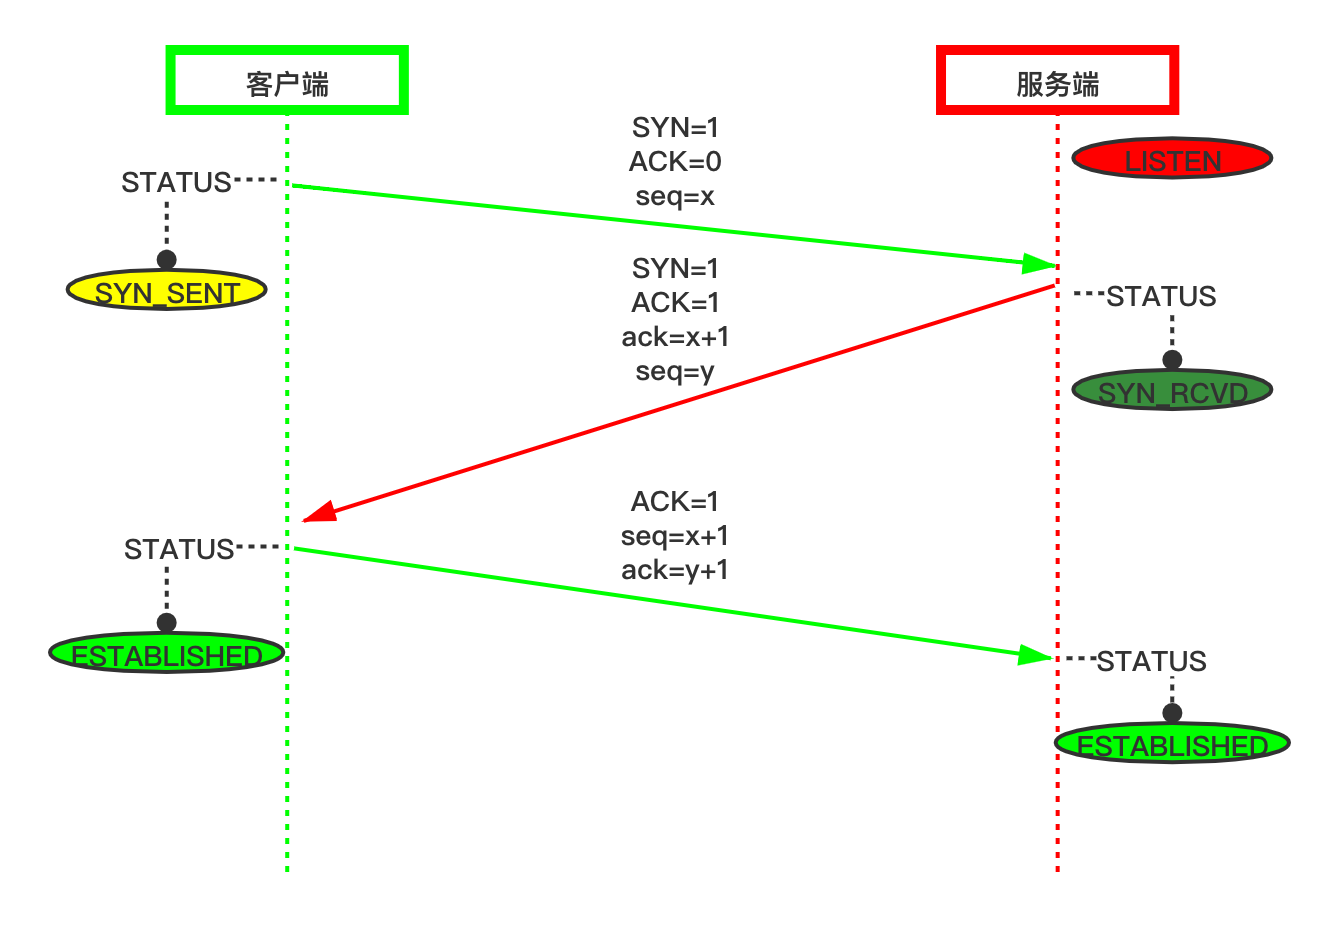 客户端
服务端
SYN=1
ACK=0
seq=x
LISTEN
STATUS
SYN_SENT
SYN=1
ACK=1
ack=x+1
seq=y
STATUS
SYN_RCVD
ACK=1
seq=x+1
ack=y+1
STATUS
ESTABLISHED
STATUS
ESTABLISHED